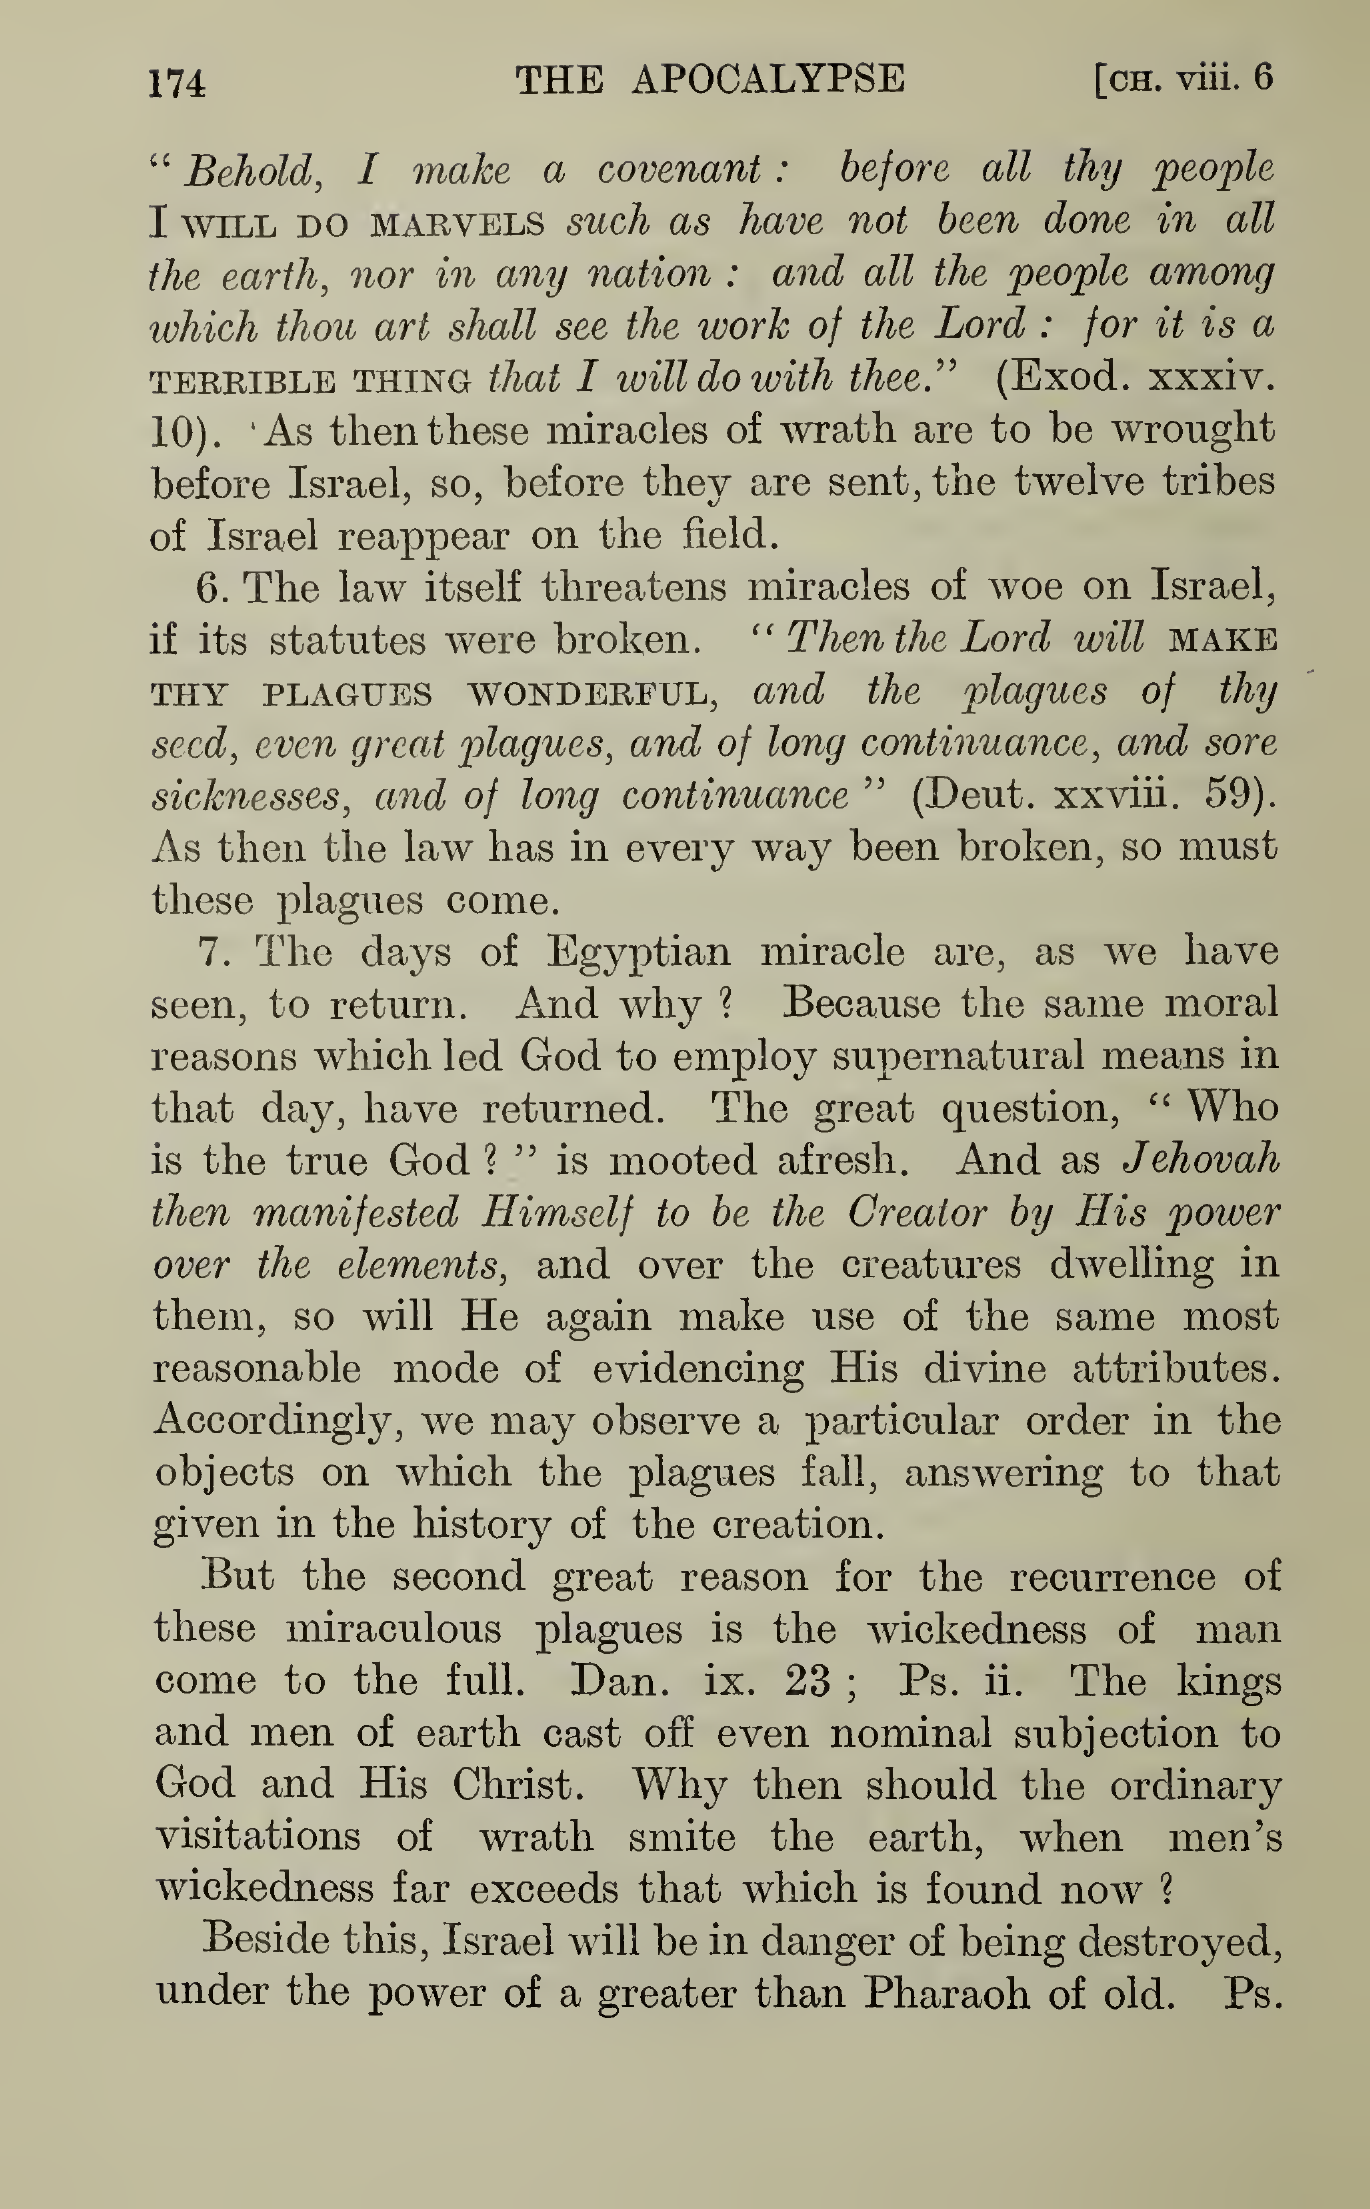 174 THE APOCALYPSE [CH. viii. 6
“ Behold, I make a covenant : before all thy people
I WILL DO MARVELS such as have not been done in all
the earth, nor in any nation : and all the people among
which thou art shall see the work of the Lord : for it is a
TERRIBLE THING that I will do with thee.” (Exod. xxxiv.
10). ‘As then these miracles of wrath are to be wrought
before Israel, so, before they are sent, the twelve tribes
of Israel reappear on the field.
6. The law itself threatens miracles of woe on Israel,
if its statutes were broken. “ Then the Lord will MAKE
THY PLAGUES WONDERFUL, and the plagues of thy
seed, even great plagues, and of long continuance, and sore
sicknesses, and of long continuance ” (Deut. xxviii. 59).
As then the law has in every way been broken, so must
these plagues come.
7. The days of Egyptian miracle are, as we have
seen, to return. And why ? Because the same moral
reasons which led God to employ supernatural means in
that day, have returned. The great question, “ Who
is the true God ? ” is mooted afresh. And as Jehovah
then manifested Himself to be the Creator by His power
over the elements, and over the creatures dwelling in
them, so will He again make use of the same most
reasonable mode of evidencing His divine attributes.
Accordingly, we may observe a particular order in the
objects on which the plagues fall, answering to that
given in the history of the creation.
But the second great reason for the recurrence of
these miraculous plagues is the wickedness of man
come to the full. Dan. ix. 23 ; Ps. ii. The kings
and men of earth cast off even nominal subjection to
God and His Christ. Why then should the ordinary
visitations of wrath smite the earth, when men’s
wickedness far exceeds that which is found now ?
Beside this, Israel will be in danger of being destroyed,
under the power of a greater than Pharaoh of old. Ps.